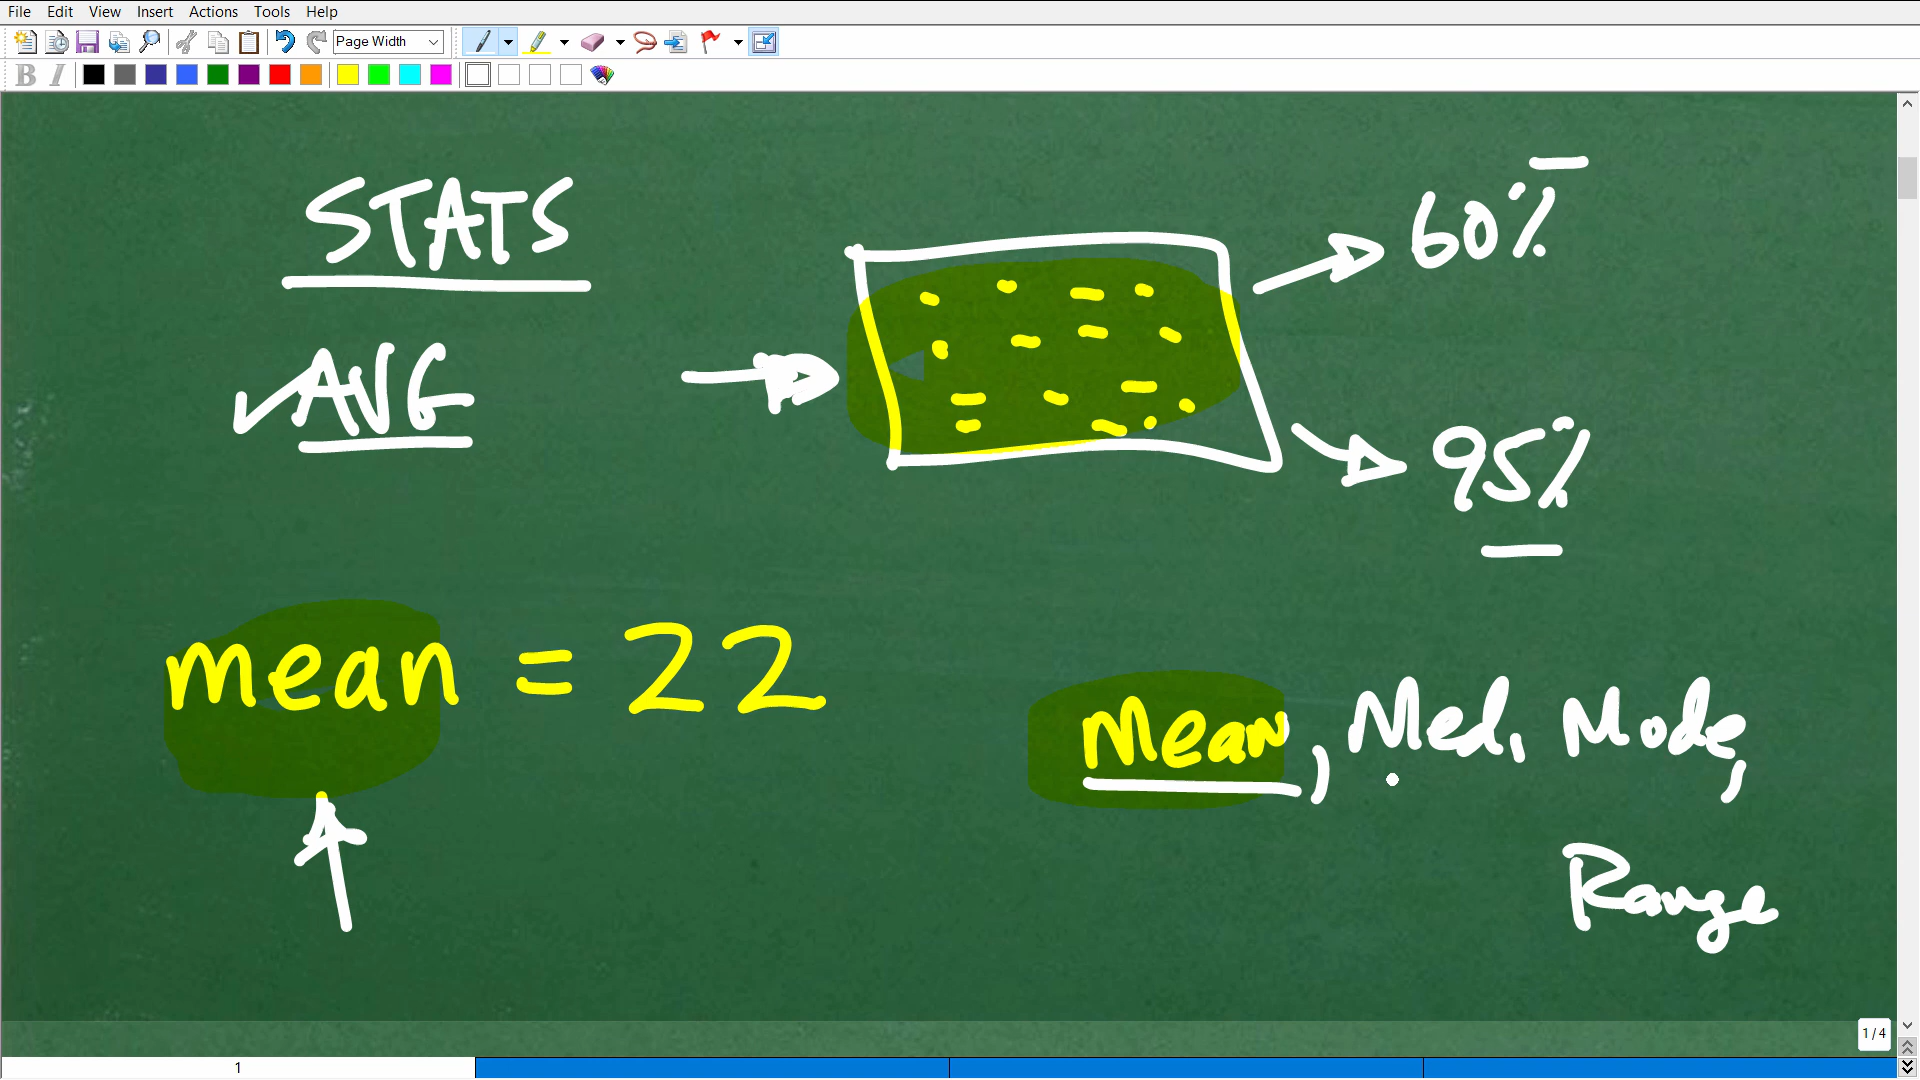 File Edit View Insert Actions Tools Help
Page Width
B I
STATS
60%
AVG
95%
mean = 22
Mean, Med, Mode,
Range
1 / 4
1